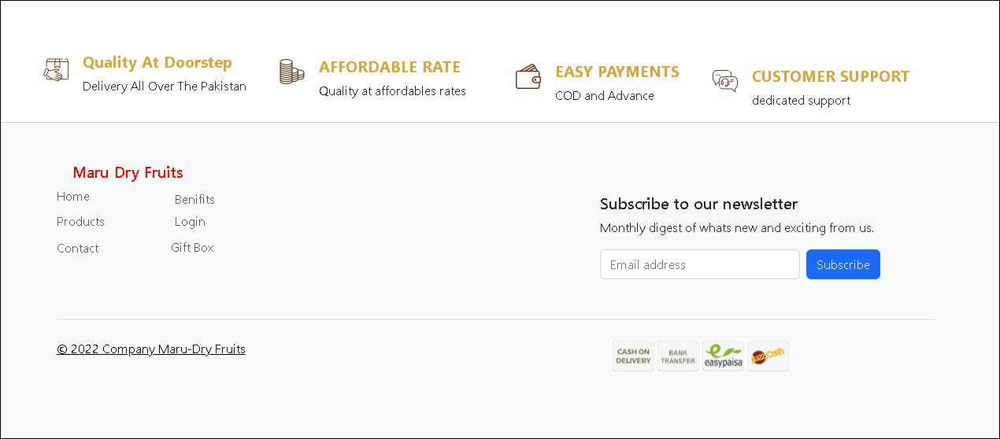 Quality At Doorstep
Delivery All Over The Pakistan
AFFORDABLE RATE
Quality at affordables rates
EASY PAYMENTS
COD and Advance
CUSTOMER SUPPORT
dedicated support
Maru Dry Fruits
Home
Benifits
Products
Login
Contact
Gift Box
Subscribe to our newsletter
Monthly digest of whats new and exciting from us.
Email address
Subscribe
© 2022 Company Maru-Dry Fruits
CASH ON
DELIVERY
BANK
TRANSFER
easypaisa
Jazz Cash